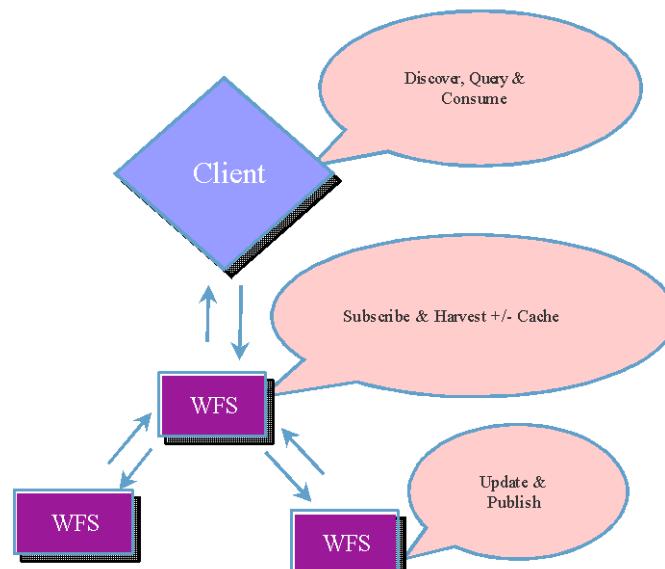 Discover, Query &
Consume
Client
Subscribe & Harvest +/- Cache
WFS
Update &
Publish
WFS
WFS